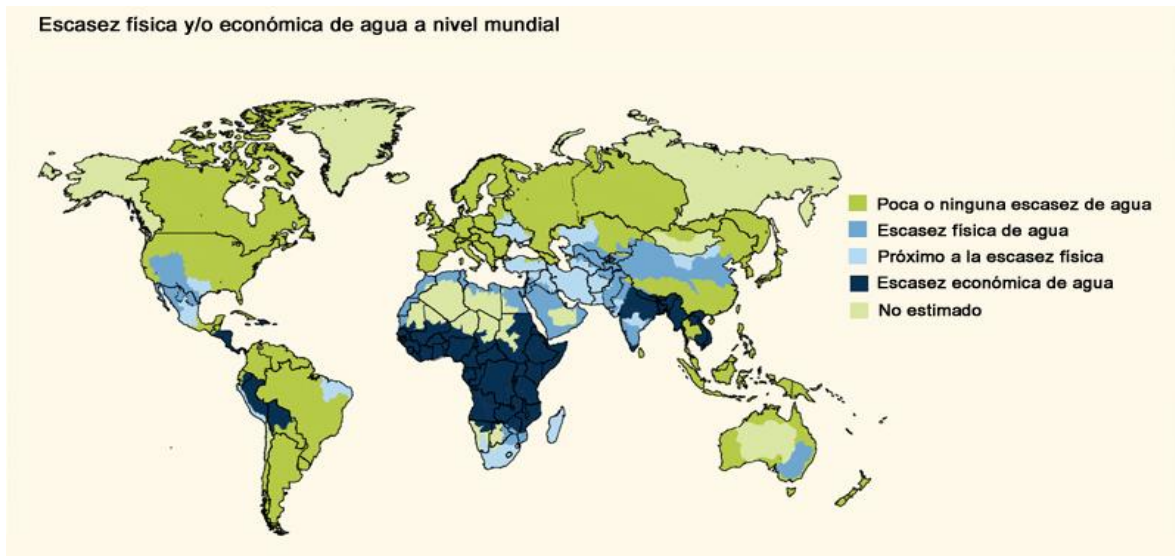 Escasez física y/o económica de agua a nivel mundial
Poca o ninguna escasez de agua
Escasez física de agua
Próximo a la escasez física
Escasez económica de agua
No estimado